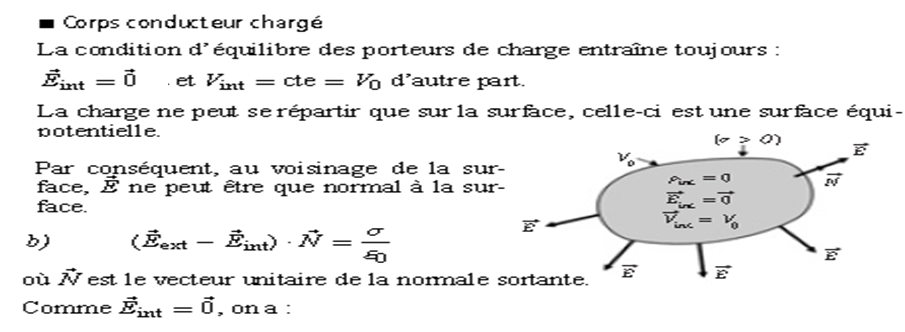 ■ Corps conducteur chargé
La condition d'équilibre des porteurs de charge entraîne toujours :
E⃗int = 0⃗ . et Vint = cte = V0 d'autre part.
La charge ne peut se répartir que sur la surface, celle-ci est une surface équi-
potentielle.
Par conséquent, au voisinage de la sur-
face, E⃗ ne peut être que normal à la sur-
face.
b) (E⃗ext − E⃗int) · N⃗ = σ/ε0
où N⃗ est le vecteur unitaire de la normale sortante.
Comme E⃗int = 0⃗, on a :
(σ > 0)
V0
E⃗
N⃗
ρinc = 0
E⃗inc = 0⃗
V⃗inc = V0
E⃗
E⃗
E⃗
E⃗